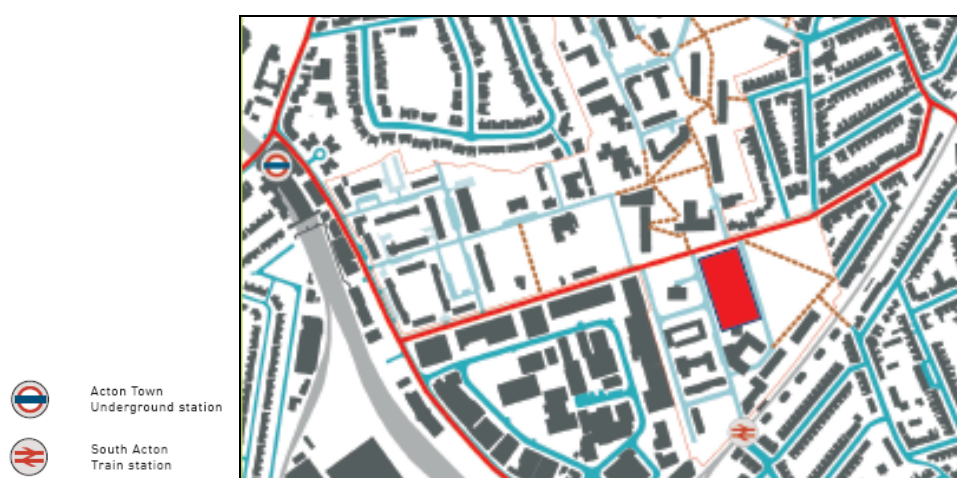 Acton Town
Underground station
South Acton
Train station